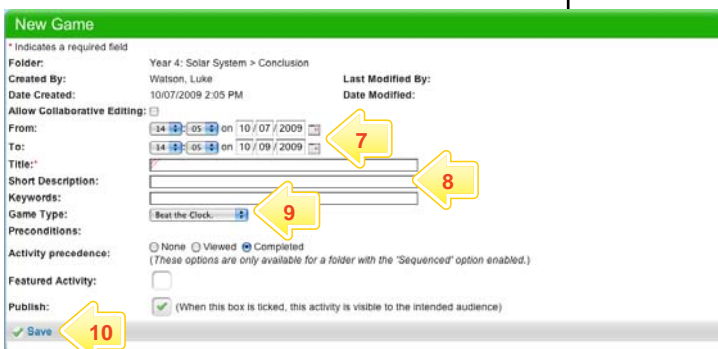 New Game
* Indicates a required field
Folder: Year 4: Solar System > Conclusion
Created By: Watson, Luke Last Modified By:
Date Created: 10/07/2009 2:05 PM Date Modified:
Allow Collaborative Editing:
From: 14 : 05 on 10 / 07 / 2009
7
To: 14 : 05 on 10 / 09 / 2009
Title:*
Short Description:
8
Keywords:
Game Type: Beat the Clock.
9
Preconditions:
Activity precedence: None Viewed Completed
(These options are only available for a folder with the 'Sequenced' option enabled.)
Featured Activity:
Publish: (When this box is ticked, this activity is visible to the intended audience)
Save 10